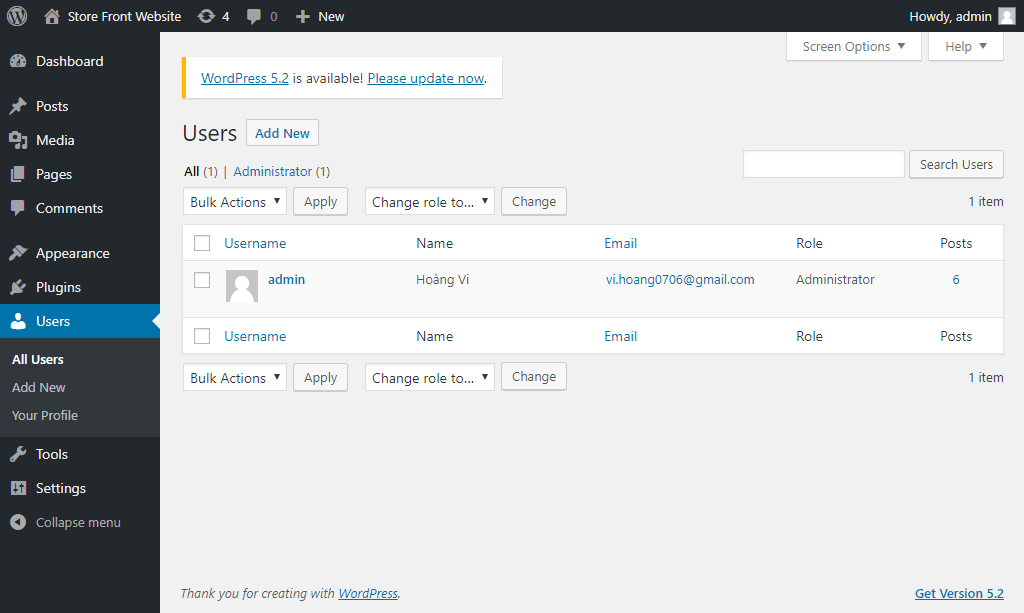 Store Front Website 4 0 New Howdy, admin
Screen Options ▼ Help ▼
Dashboard
Posts
Media
Pages
Comments
Appearance
Plugins
Users
All Users
Add New
Your Profile
Tools
Settings
Collapse menu
WordPress 5.2 is available! Please update now.
Users Add New
All (1) | Administrator (1)
Search Users
Bulk Actions ▼ Apply Change role to... ▼ Change 1 item
Username Name Email Role Posts
admin Hoàng Vi vi.hoang0706@gmail.com Administrator 6
Username Name Email Role Posts
Bulk Actions ▼ Apply Change role to... ▼ Change 1 item
Thank you for creating with WordPress. Get Version 5.2